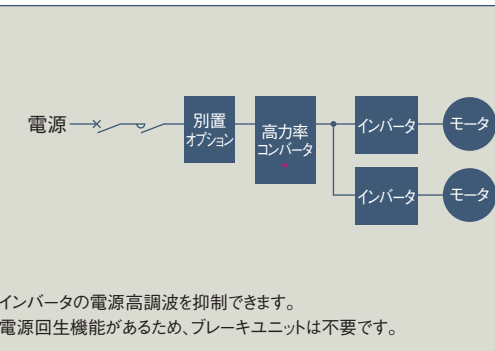 電源
別置
オプション
高力率
コンバータ
インバータ
モータ
インバータ
モータ
インバータの電源高調波を抑制できます。
電源回生機能があるため、ブレーキユニットは不要です。